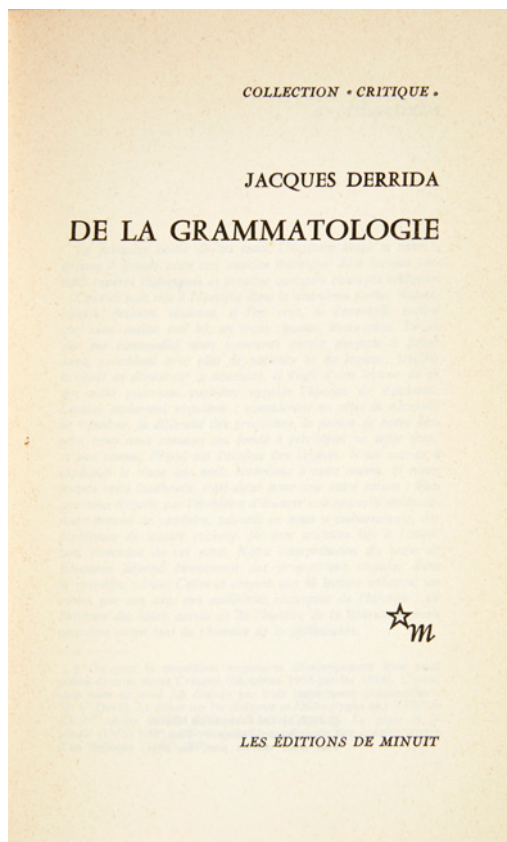 COLLECTION « CRITIQUE »
JACQUES DERRIDA
DE LA GRAMMATOLOGIE
m
LES ÉDITIONS DE MINUIT